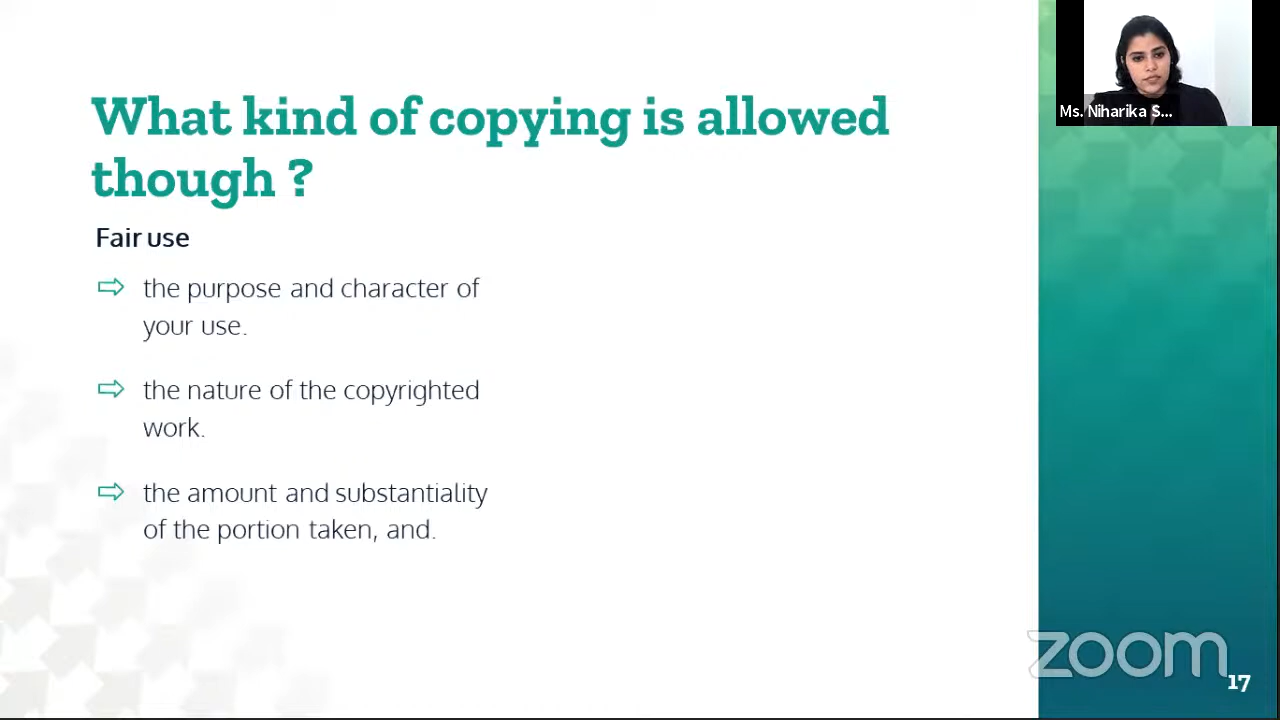 What kind of copying is allowed
though ?
Fair use
the purpose and character of
your use.
the nature of the copyrighted
work.
the amount and substantiality
of the portion taken, and.
Ms. Niharika S...
zoom
17